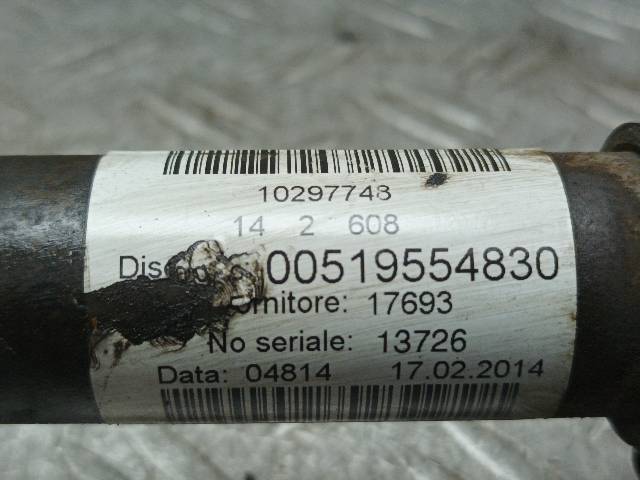 10297748
14 2 608
00519554830
17693
No seriale: 13726
Data: 04814 17.02.2014